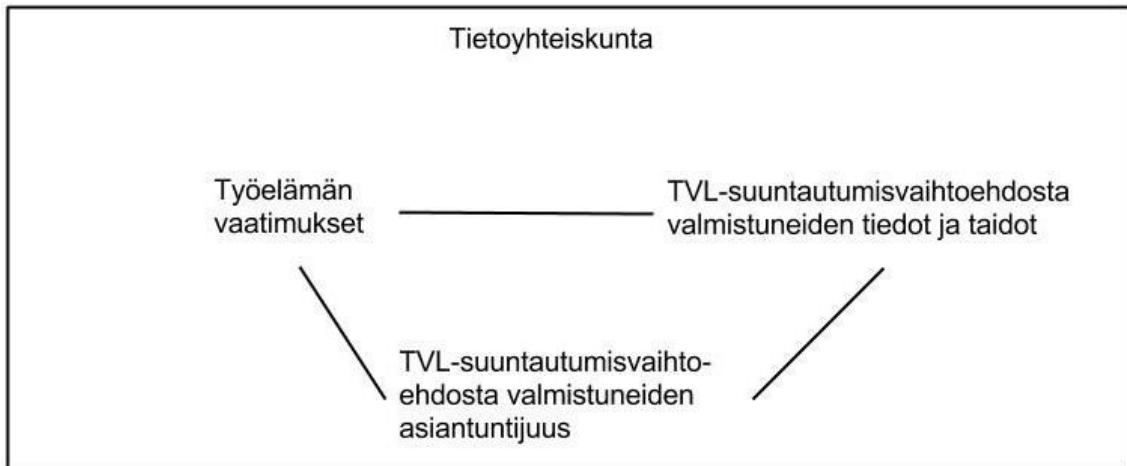 Tietoyhteiskunta
Työelämän
vaatimukset
TVL-suuntautumisvaihtoehdosta
valmistuneiden tiedot ja taidot
TVL-suuntautumisvaihto-
ehdosta valmistuneiden
asiantuntijuus